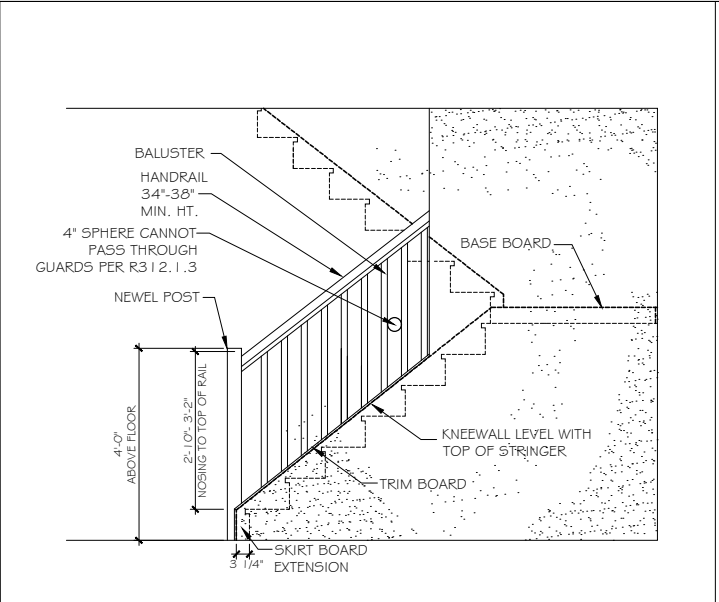 BALUSTER
HANDRAIL
34"-38"
MIN. HT.
4" SPHERE CANNOT
PASS THROUGH
GUARDS PER R312.1.3
NEWEL POST
BASE BOARD
4'-0"
ABOVE FLOOR
2'-10"- 3'-2"
NOSING TO TOP OF RAIL
KNEEWALL LEVEL WITH
TOP OF STRINGER
TRIM BOARD
SKIRT BOARD
EXTENSION
3 1/4"